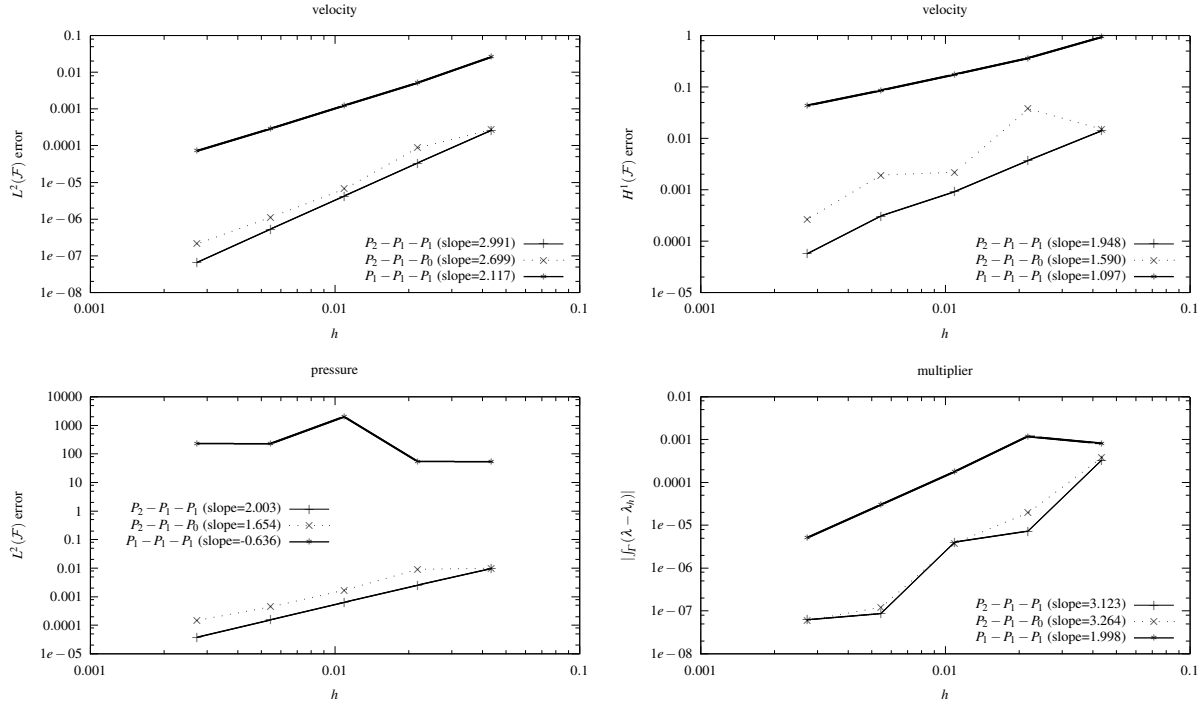 velocity
0.1
0.01
0.001
0.0001
1e − 05
1e − 06
1e − 07
1e − 08
0.001
0.01
0.1
L²(ℱ) error
h
P₂ − P₁ − P₁ (slope=2.991)
P₂ − P₁ − P₀ (slope=2.699)
P₁ − P₁ − P₁ (slope=2.117)
velocity
1
0.1
0.01
0.001
0.0001
1e − 05
0.001
0.01
0.1
H¹(ℱ) error
h
P₂ − P₁ − P₁ (slope=1.948)
P₂ − P₁ − P₀ (slope=1.590)
P₁ − P₁ − P₁ (slope=1.097)
pressure
10000
1000
100
10
1
0.1
0.01
0.001
0.0001
1e − 05
0.001
0.01
0.1
L²(ℱ) error
h
P₂ − P₁ − P₁ (slope=2.003)
P₂ − P₁ − P₀ (slope=1.654)
P₁ − P₁ − P₁ (slope=-0.636)
multiplier
0.01
0.001
0.0001
1e − 05
1e − 06
1e − 07
1e − 08
0.001
0.01
0.1
|∫_Γ(λ − λₕ)|
h
P₂ − P₁ − P₁ (slope=3.123)
P₂ − P₁ − P₀ (slope=3.264)
P₁ − P₁ − P₁ (slope=1.998)